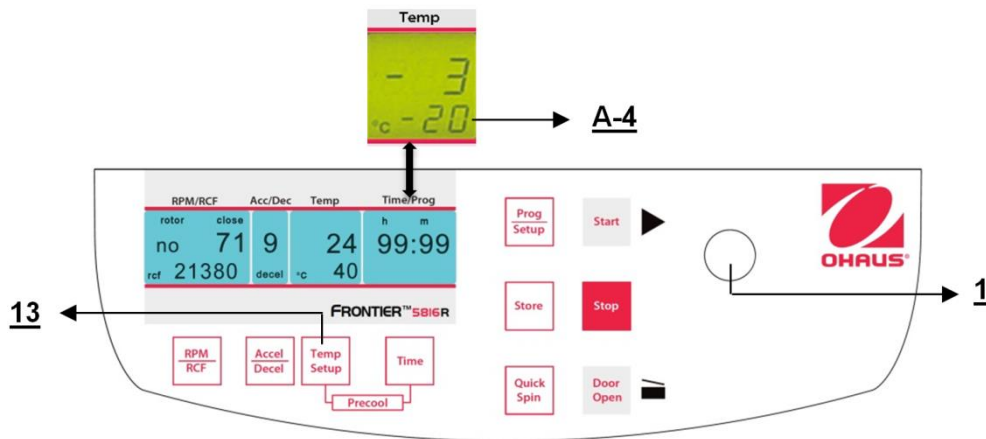 Temp
- 3
°C -20
A-4
RPM/RCF Acc/Dec Temp Time/Prog
rotor close h m
no 71 9 24 99:99
rcf 21380 decel °C 40
FRONTIER™ 5816R
13
RPM
RCF
Accel
Decel
Temp
Setup
Time
Precool
Prog
Setup
Start
Store
Stop
Quick
Spin
Door
Open
1
OHAUS®